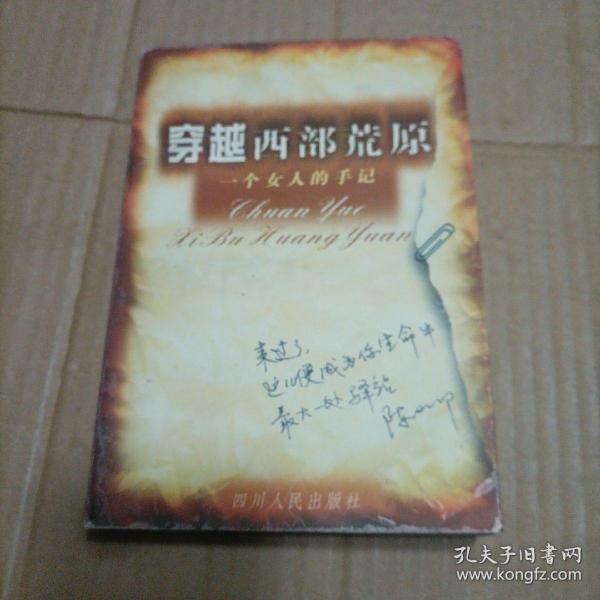 穿越西部荒原
一个女人的手记
Chuan Yue
Xi Bu Huang Yuan
来过了,
这儿便成为你生命中
最大一处驿站
四川人民出版社
孔夫子旧书网
www.kongfz.com